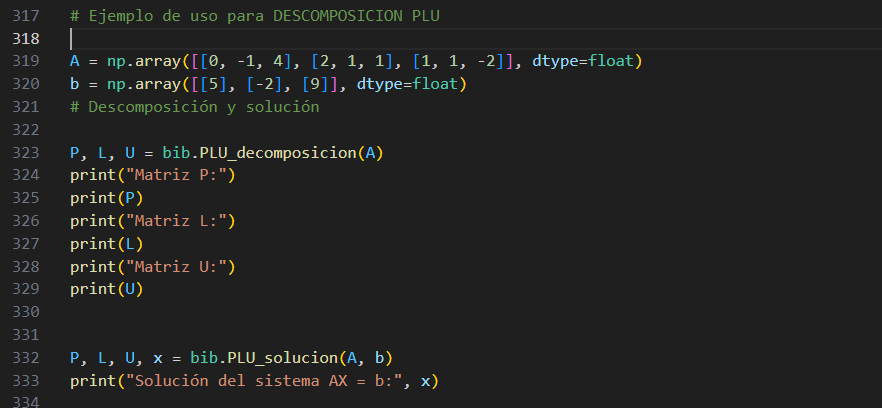 317 # Ejemplo de uso para DESCOMPOSICION PLU
318
319 A = np.array([[0, -1, 4], [2, 1, 1], [1, 1, -2]], dtype=float)
320 b = np.array([[5], [-2], [9]], dtype=float)
321 # Descomposición y solución
322
323 P, L, U = bib.PLU_decomposicion(A)
324 print("Matriz P:")
325 print(P)
326 print("Matriz L:")
327 print(L)
328 print("Matriz U:")
329 print(U)
330
331
332 P, L, U, x = bib.PLU_solucion(A, b)
333 print("Solución del sistema AX = b:", x)
334